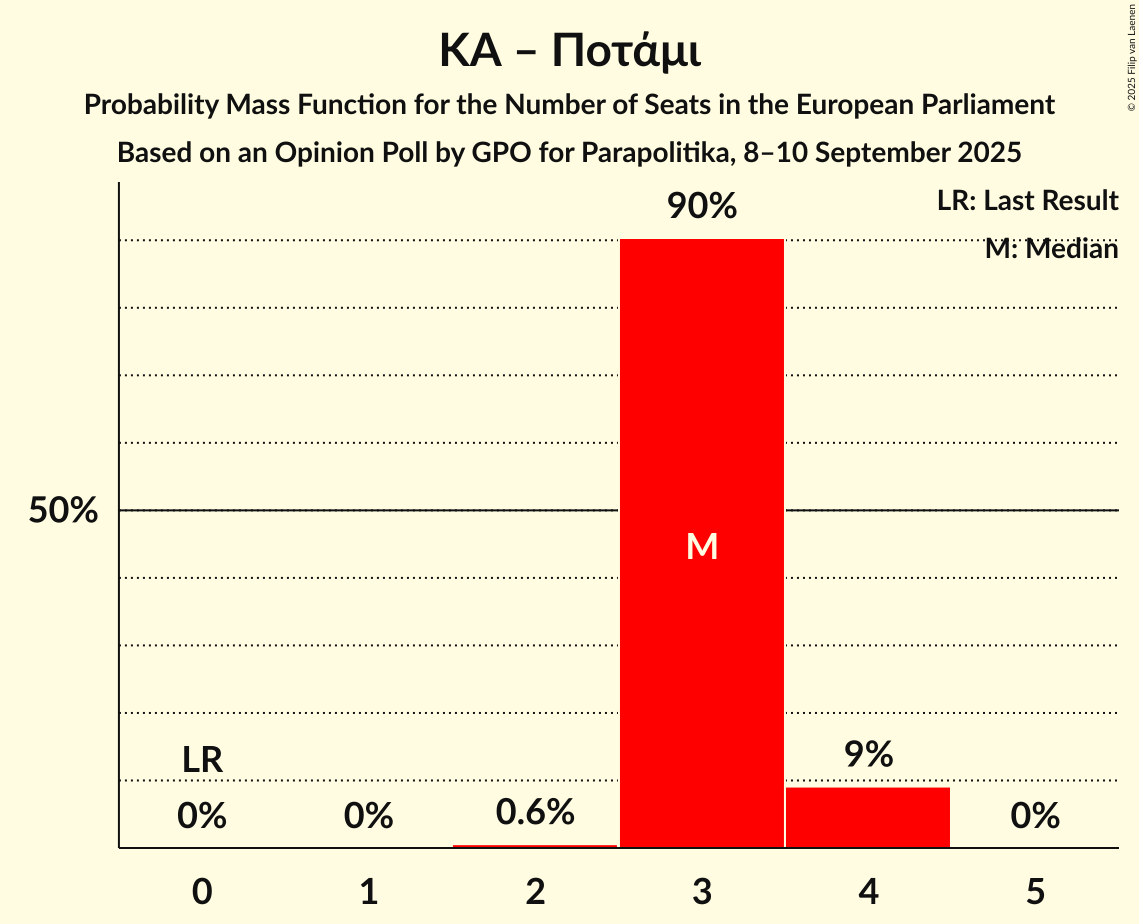 ΚΑ – Ποτάμι
Probability Mass Function for the Number of Seats in the European Parliament
Based on an Opinion Poll by GPO for Parapolitika, 8–10 September 2025
© 2025 Filip van Laenen
LR: Last Result
M: Median
90%
50%
M
LR
9%
0%
0%
0.6%
0%
0
1
2
3
4
5